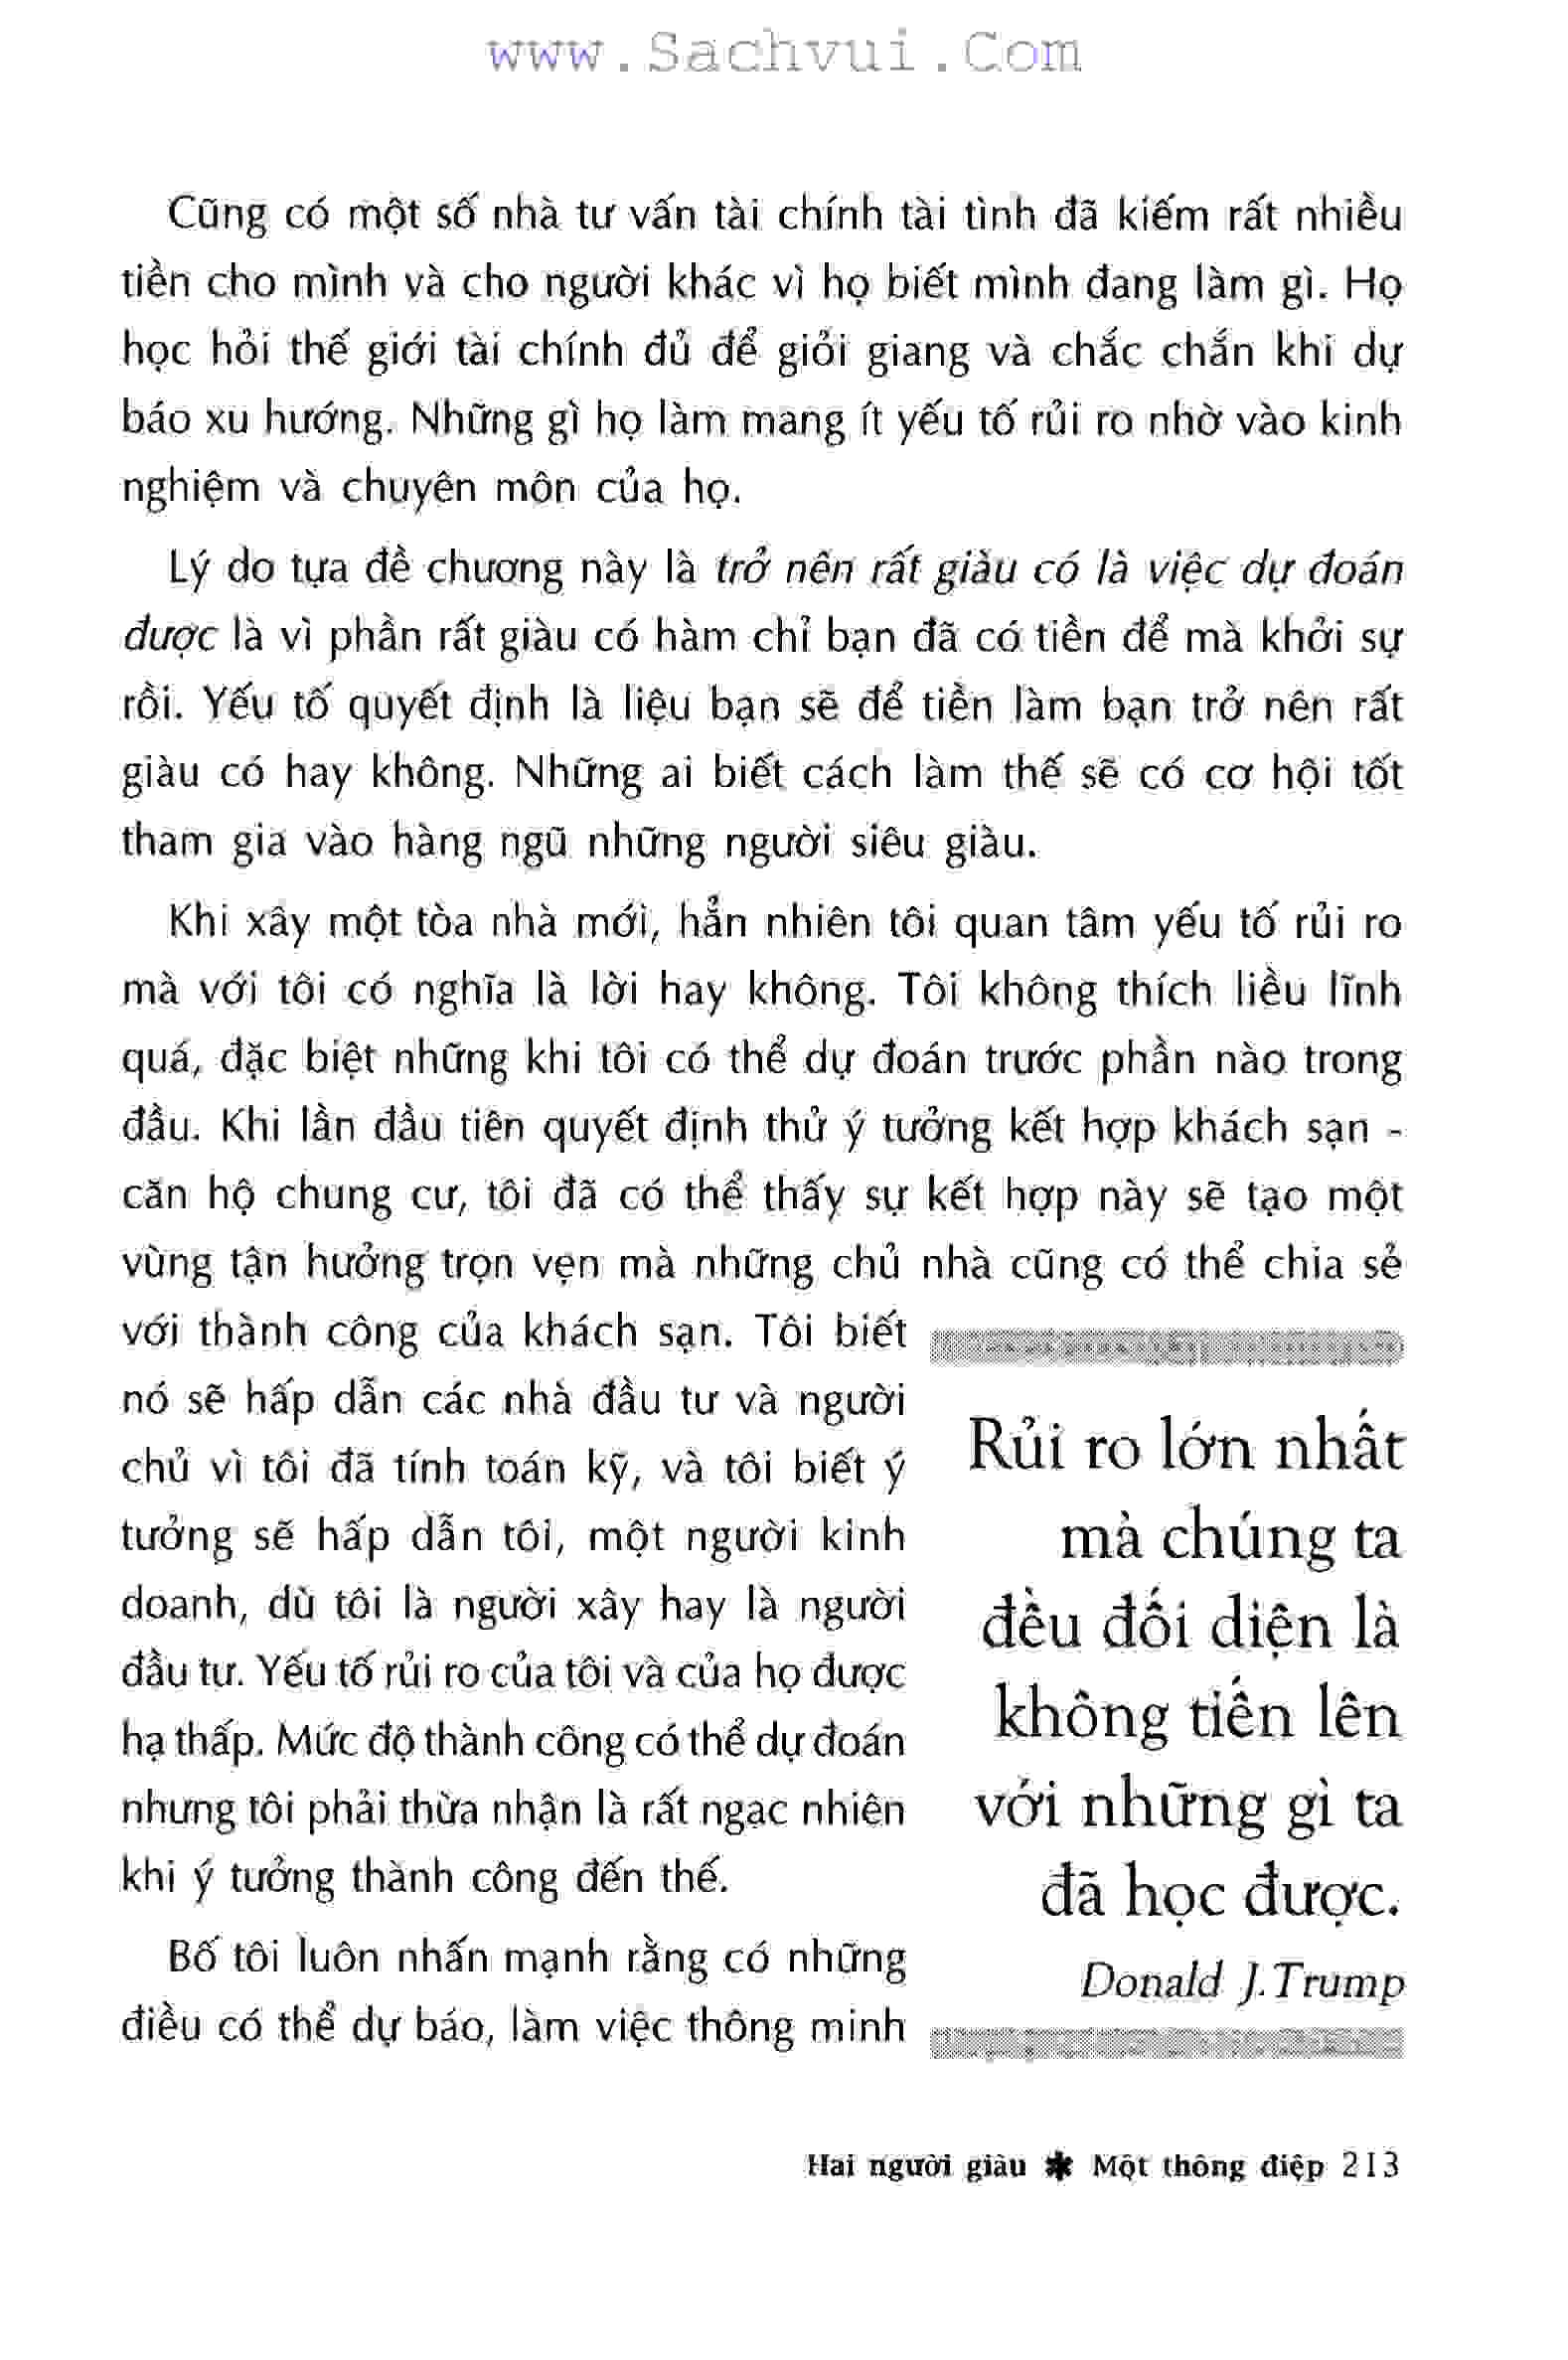 www.Sachvui.Com
Cũng có một số nhà tư vấn tài chính tài tình đã kiếm rất nhiều
tiền cho mình và cho người khác vì họ biết mình đang làm gì. Họ
học hỏi thế giới tài chính đủ để giỏi giang và chắc chắn khi dự
báo xu hướng. Những gì họ làm mang ít yếu tố rủi ro nhờ vào kinh
nghiệm và chuyên môn của họ.
Lý do tựa đề chương này là trở nên rất giàu có là việc dự đoán
được là vì phần rất giàu có hàm chỉ bạn đã có tiền để mà khởi sự
rồi. Yếu tố quyết định là liệu bạn sẽ để tiền làm bạn trở nên rất
giàu có hay không. Những ai biết cách làm thế sẽ có cơ hội tốt
tham gia vào hàng ngũ những người siêu giàu.
Khi xây một tòa nhà mới, hẳn nhiên tôi quan tâm yếu tố rủi ro
mà với tôi có nghĩa là lời hay không. Tôi không thích liều lĩnh
quá, đặc biệt những khi tôi có thể dự đoán trước phần nào trong
đầu. Khi lần đầu tiên quyết định thử ý tưởng kết hợp khách sạn -
căn hộ chung cư, tôi đã có thể thấy sự kết hợp này sẽ tạo một
vùng tận hưởng trọn vẹn mà những chủ nhà cũng có thể chia sẻ
với thành công của khách sạn. Tôi biết
nó sẽ hấp dẫn các nhà đầu tư và người
chủ vì tôi đã tính toán kỹ, và tôi biết ý
tưởng sẽ hấp dẫn tôi, một người kinh
doanh, dù tôi là người xây hay là người
đầu tư. Yếu tố rủi ro của tôi và của họ được
hạ thấp. Mức độ thành công có thể dự đoán
nhưng tôi phải thừa nhận là rất ngạc nhiên
khi ý tưởng thành công đến thế.
Bố tôi luôn nhấn mạnh rằng có những
điều có thể dự báo, làm việc thông minh
Rủi ro lớn nhất
mà chúng ta
đều đối diện là
không tiến lên
với những gì ta
đã học được.
Donald J. Trump
Hai người giàu ✱ Một thông điệp 213